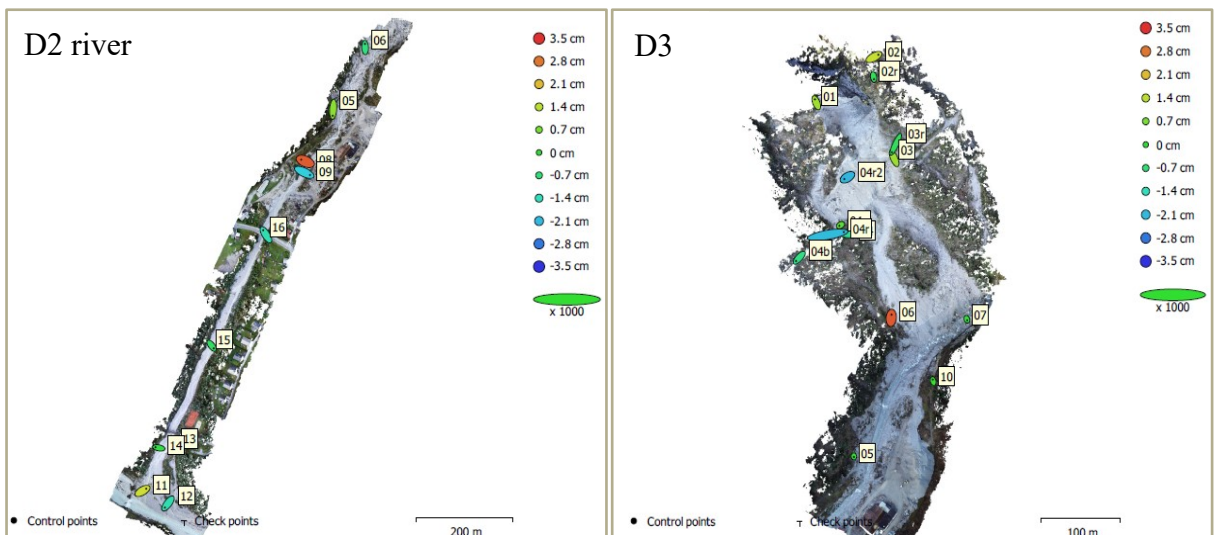 D2 river
06
05
08
09
16
15
13
14
11
12
3.5 cm
2.8 cm
2.1 cm
1.4 cm
0.7 cm
0 cm
-0.7 cm
-1.4 cm
-2.1 cm
-2.8 cm
-3.5 cm
x 1000
Control points
Check points
200 m
D3
02
02r
01
03r
03
04r2
04r
04b
06
07
10
05
3.5 cm
2.8 cm
2.1 cm
1.4 cm
0.7 cm
0 cm
-0.7 cm
-1.4 cm
-2.1 cm
-2.8 cm
-3.5 cm
x 1000
Control points
Check points
100 m